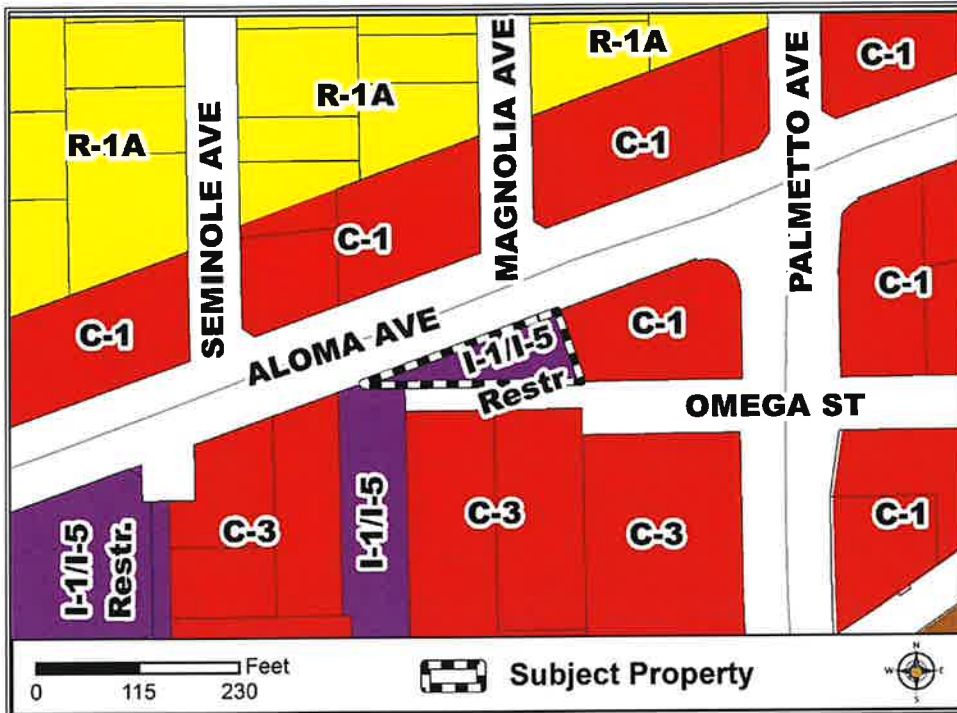 R-1A
R-1A
R-1A
C-1
SEMINOLE AVE
MAGNOLIA AVE
PALMETTO AVE
C-1
C-1
C-1
C-1
C-1
ALOMA AVE
I-1/I-5
Restr.
OMEGA ST
I-1/I-5
Restr.
C-3
I-1/I-5
C-3
C-3
C-1
Feet
0 115 230
Subject Property
N
W E
S